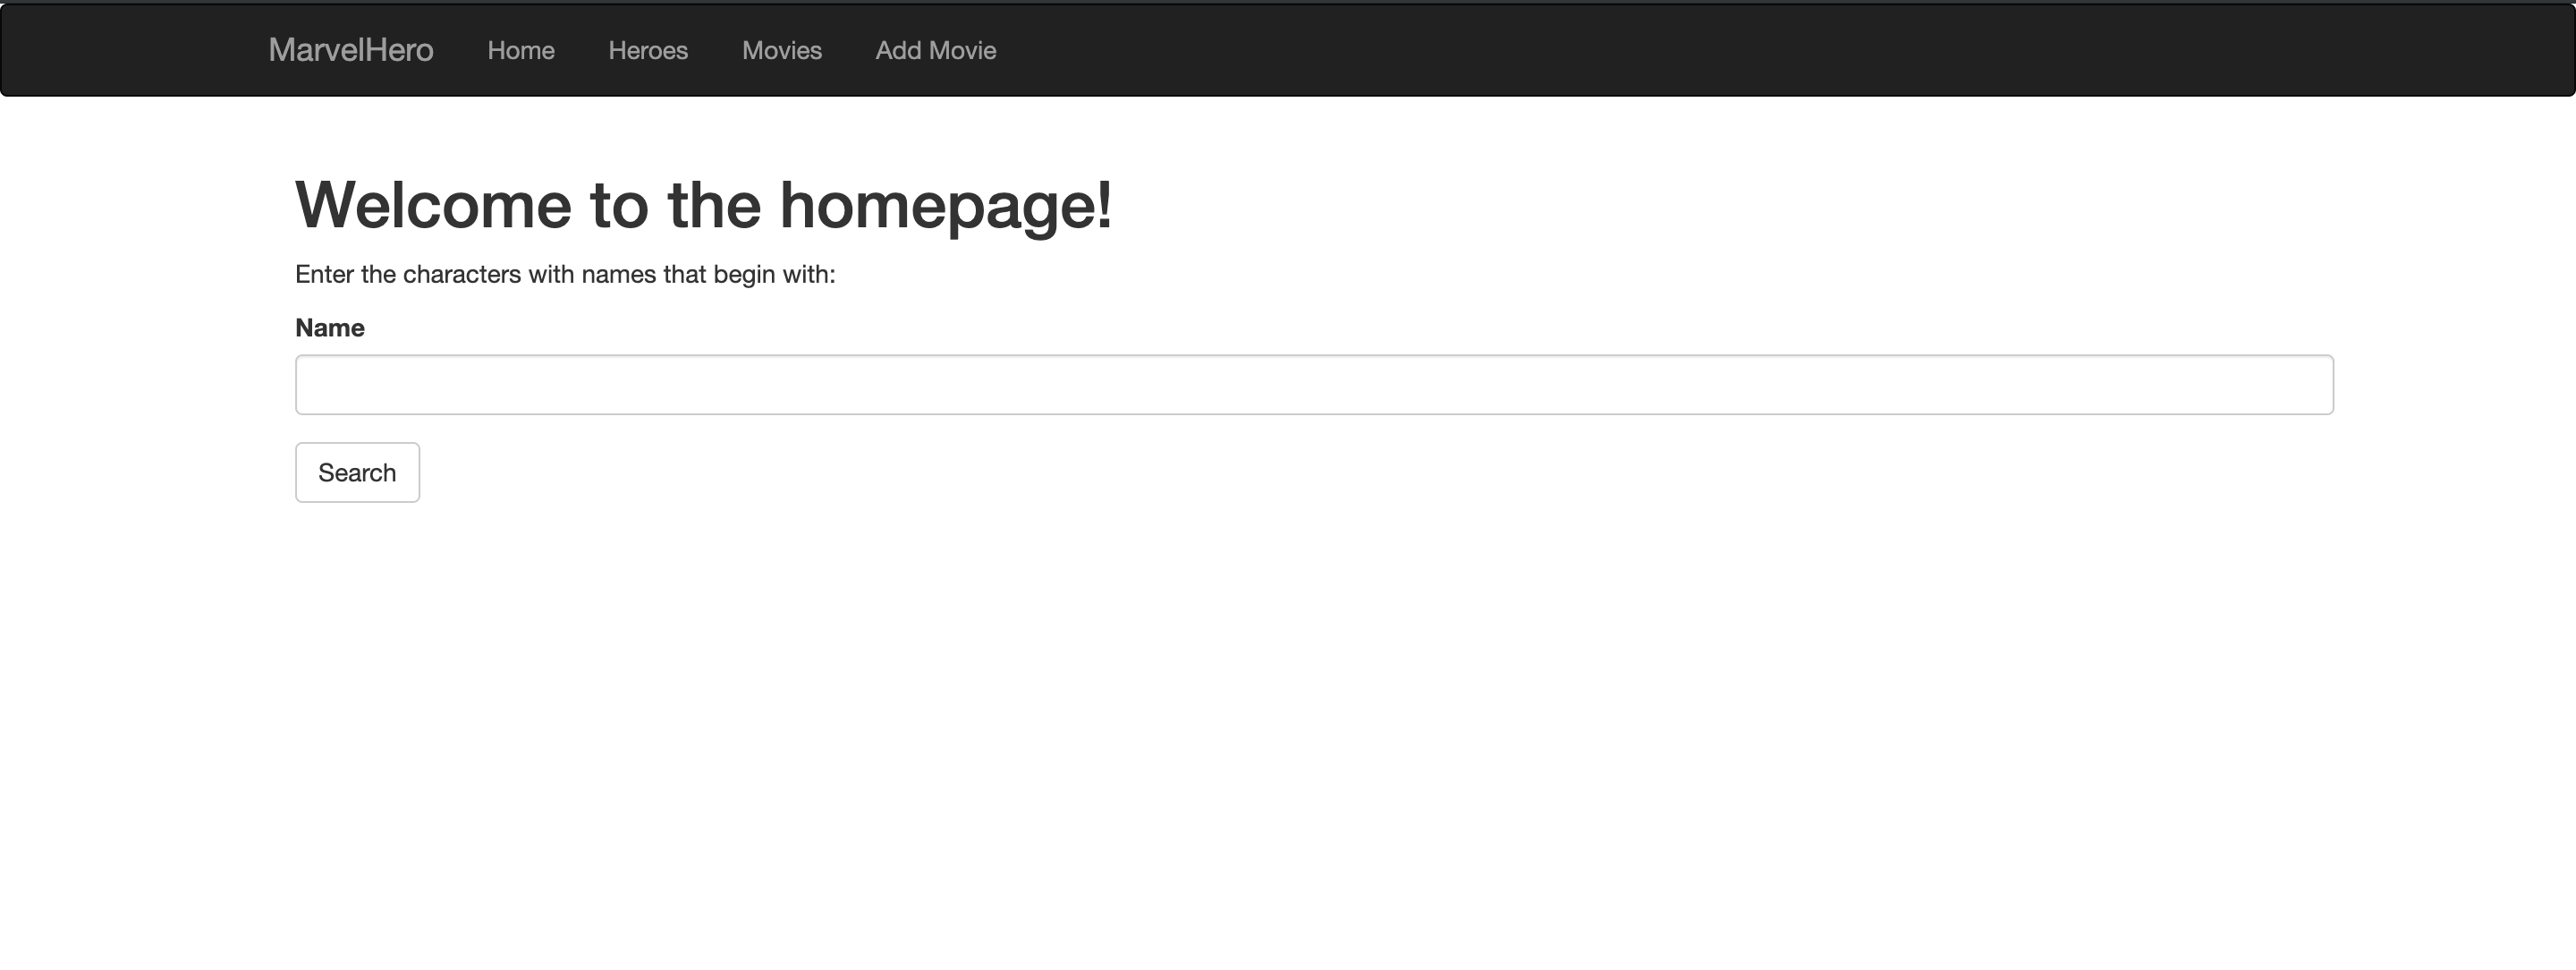 MarvelHero Home Heroes Movies Add Movie
Welcome to the homepage!
Enter the characters with names that begin with:
Name
Search